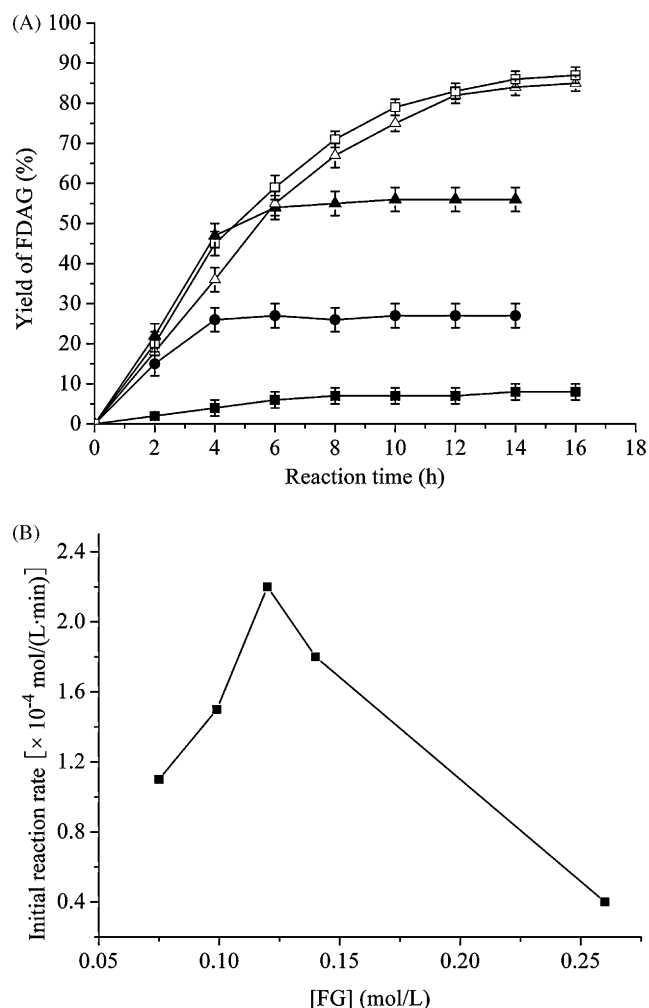 (A)
100
90
80
70
60
50
40
30
20
10
0
Yield of FDAG (%)
0 2 4 6 8 10 12 14 16 18
Reaction time (h)
(B)
2.4
2.0
1.6
1.2
0.8
0.4
Initial reaction rate [× 10⁻⁴ mol/(L·min)]
0.05 0.10 0.15 0.20 0.25
[FG] (mol/L)